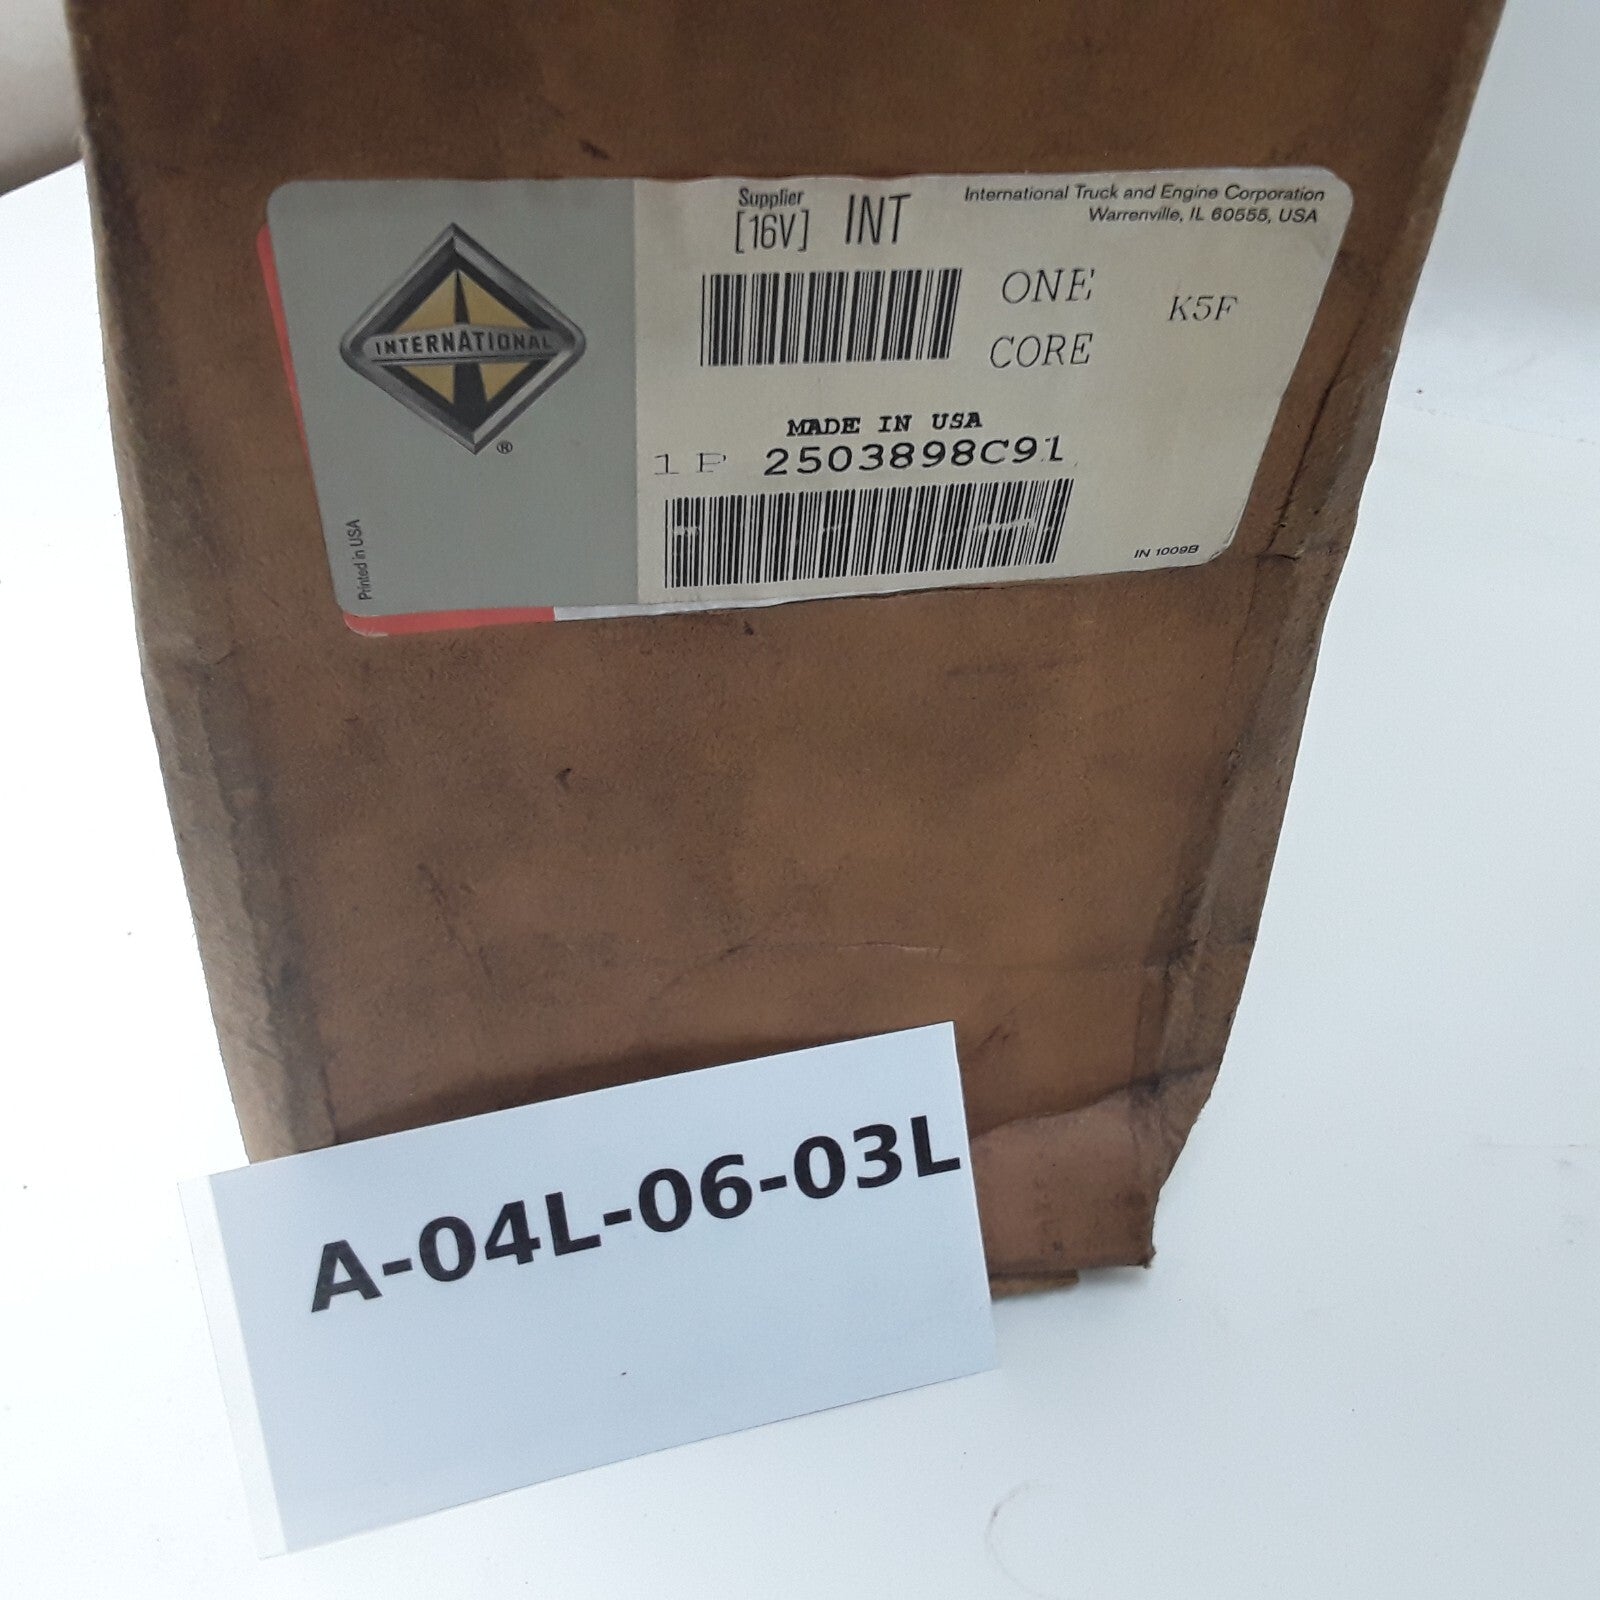 Supplier
[16V] INT
International Truck and Engine Corporation
Warrenville, IL 60555, USA
ONE
CORE
K5F
INTERNATIONAL
®
MADE IN USA
1P 2503898C91
Printed in USA
IN 1009B
A-04L-06-03L